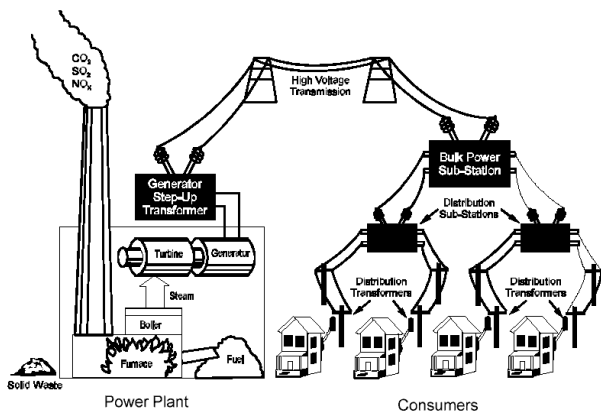 CO₂
SO₂
NOₓ
High Voltage
Transmission
Generator
Step-Up
Transformer
Bulk Power
Sub-Station
Distribution
Sub-Stations
Turbine
Generator
Steam
Boiler
Furnace
Fuel
Solid Waste
Distribution
Transformers
Distribution
Transformers
Power Plant
Consumers